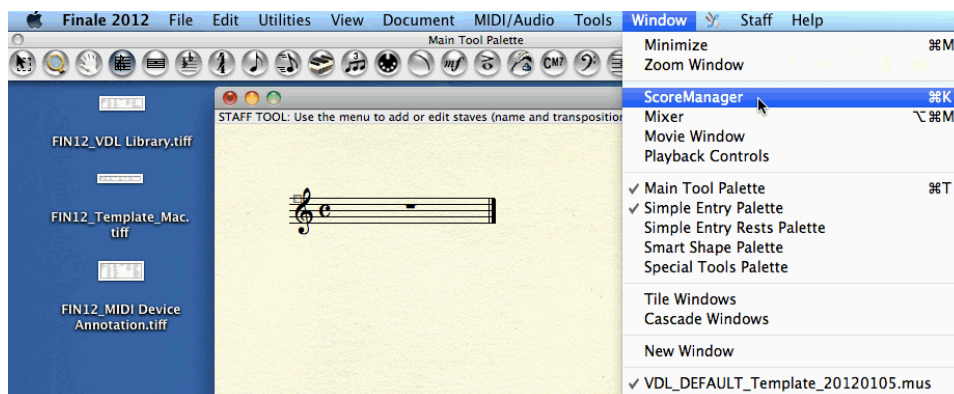 Finale 2012 File Edit Utilities View Document MIDI/Audio Tools Window Staff Help
Main Tool Palette
mf CM7
FIN12_VDL Library.tiff
FIN12_Template_Mac.
tiff
FIN12_MIDI Device
Annotation.tiff
STAFF TOOL: Use the menu to add or edit staves (name and transposition
Minimize ⌘M
Zoom Window
ScoreManager ⌘K
Mixer ⌥⌘M
Movie Window
Playback Controls
✓ Main Tool Palette ⌘T
✓ Simple Entry Palette
Simple Entry Rests Palette
Smart Shape Palette
Special Tools Palette
Tile Windows
Cascade Windows
New Window
✓ VDL_DEFAULT_Template_20120105.mus